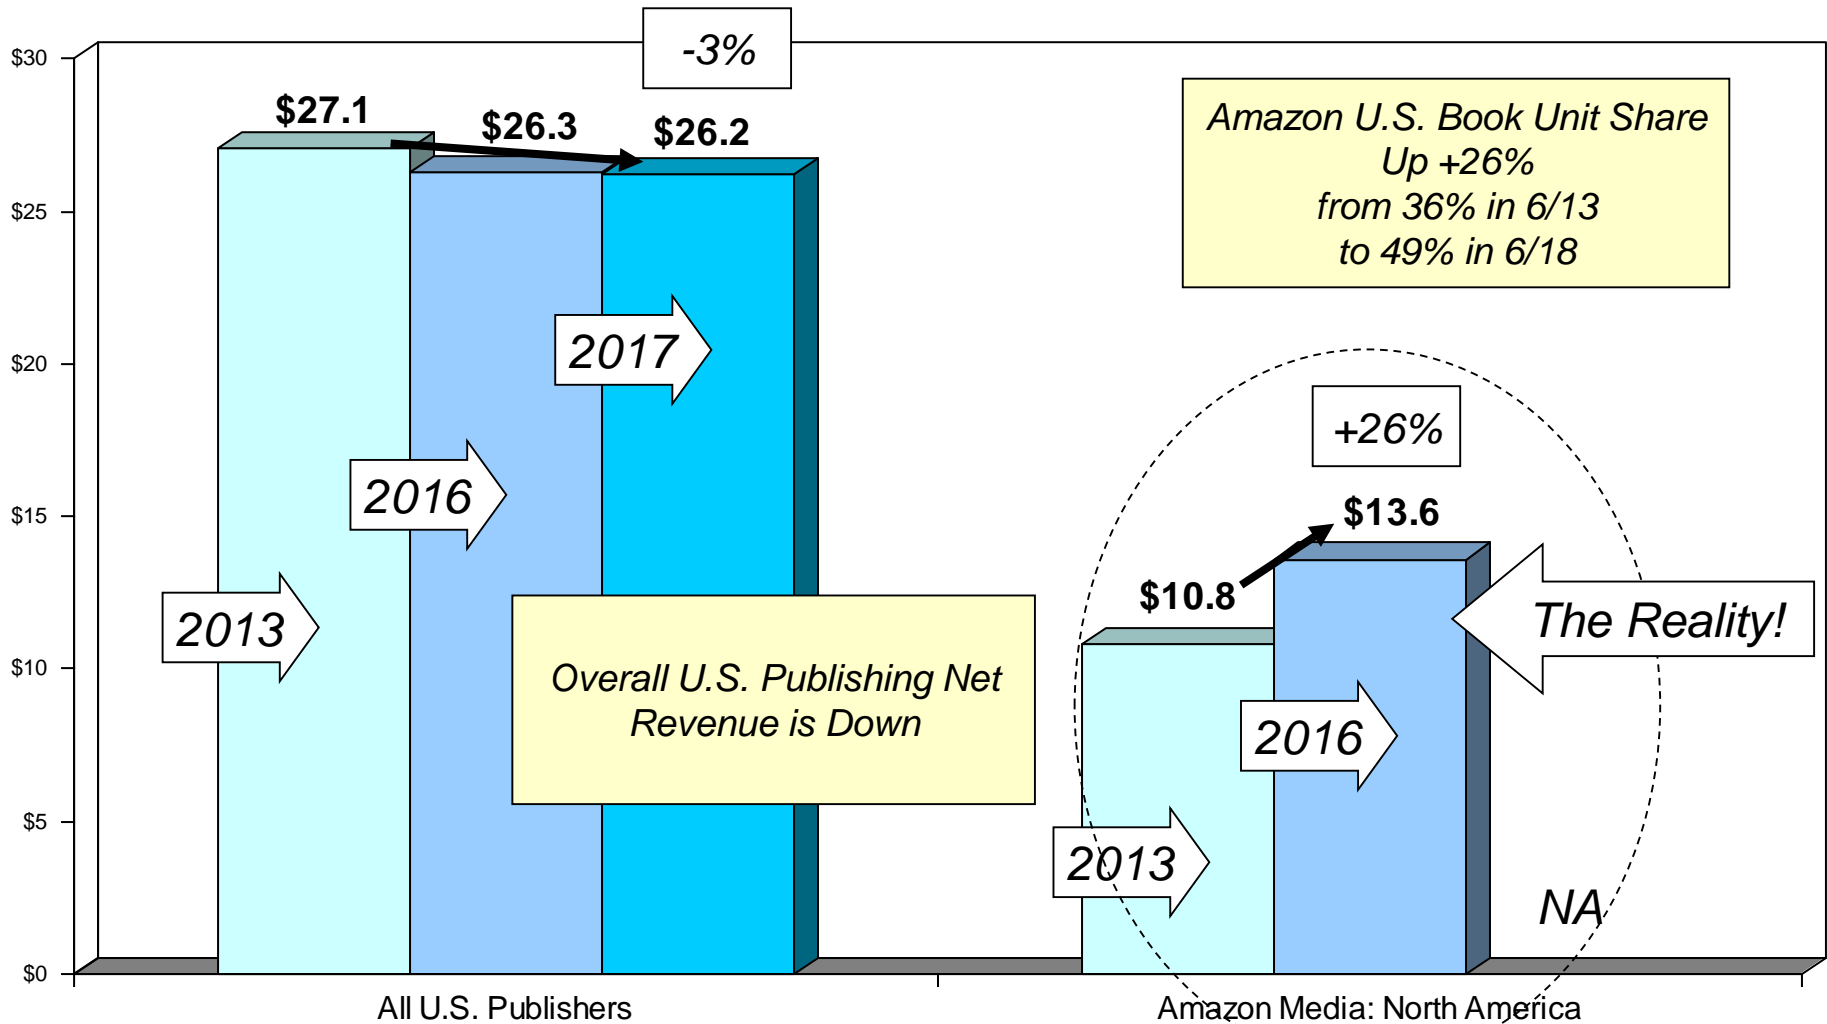 -3%
$30
$27.1
$26.3
$26.2
Amazon U.S. Book Unit Share
Up +26%
from 36% in 6/13
to 49% in 6/18
$25
2017
$20
+26%
2016
$15
$13.6
$10.8
2013
The Reality!
Overall U.S. Publishing Net
Revenue is Down
$10
2016
$5
2013
NA
$0
All U.S. Publishers
Amazon Media: North America